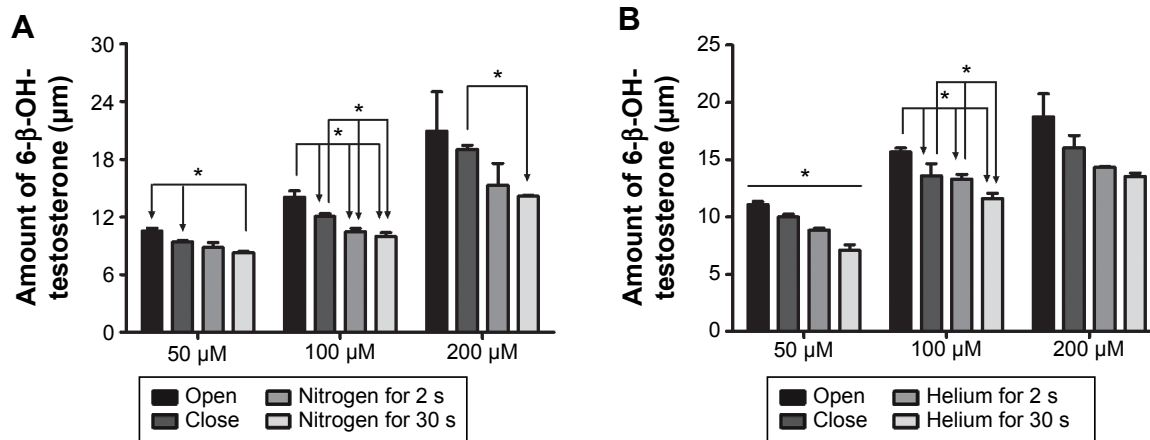 A
Amount of 6-β-OH-
testosterone (µm)
30
24
18
12
6
0
*
*
*
*
50 µM
100 µM
200 µM
Open
Close
Nitrogen for 2 s
Nitrogen for 30 s
B
Amount of 6-β-OH-
testosterone (µm)
25
20
15
10
5
0
*
*
*
50 µM
100 µM
200 µM
Open
Close
Helium for 2 s
Helium for 30 s